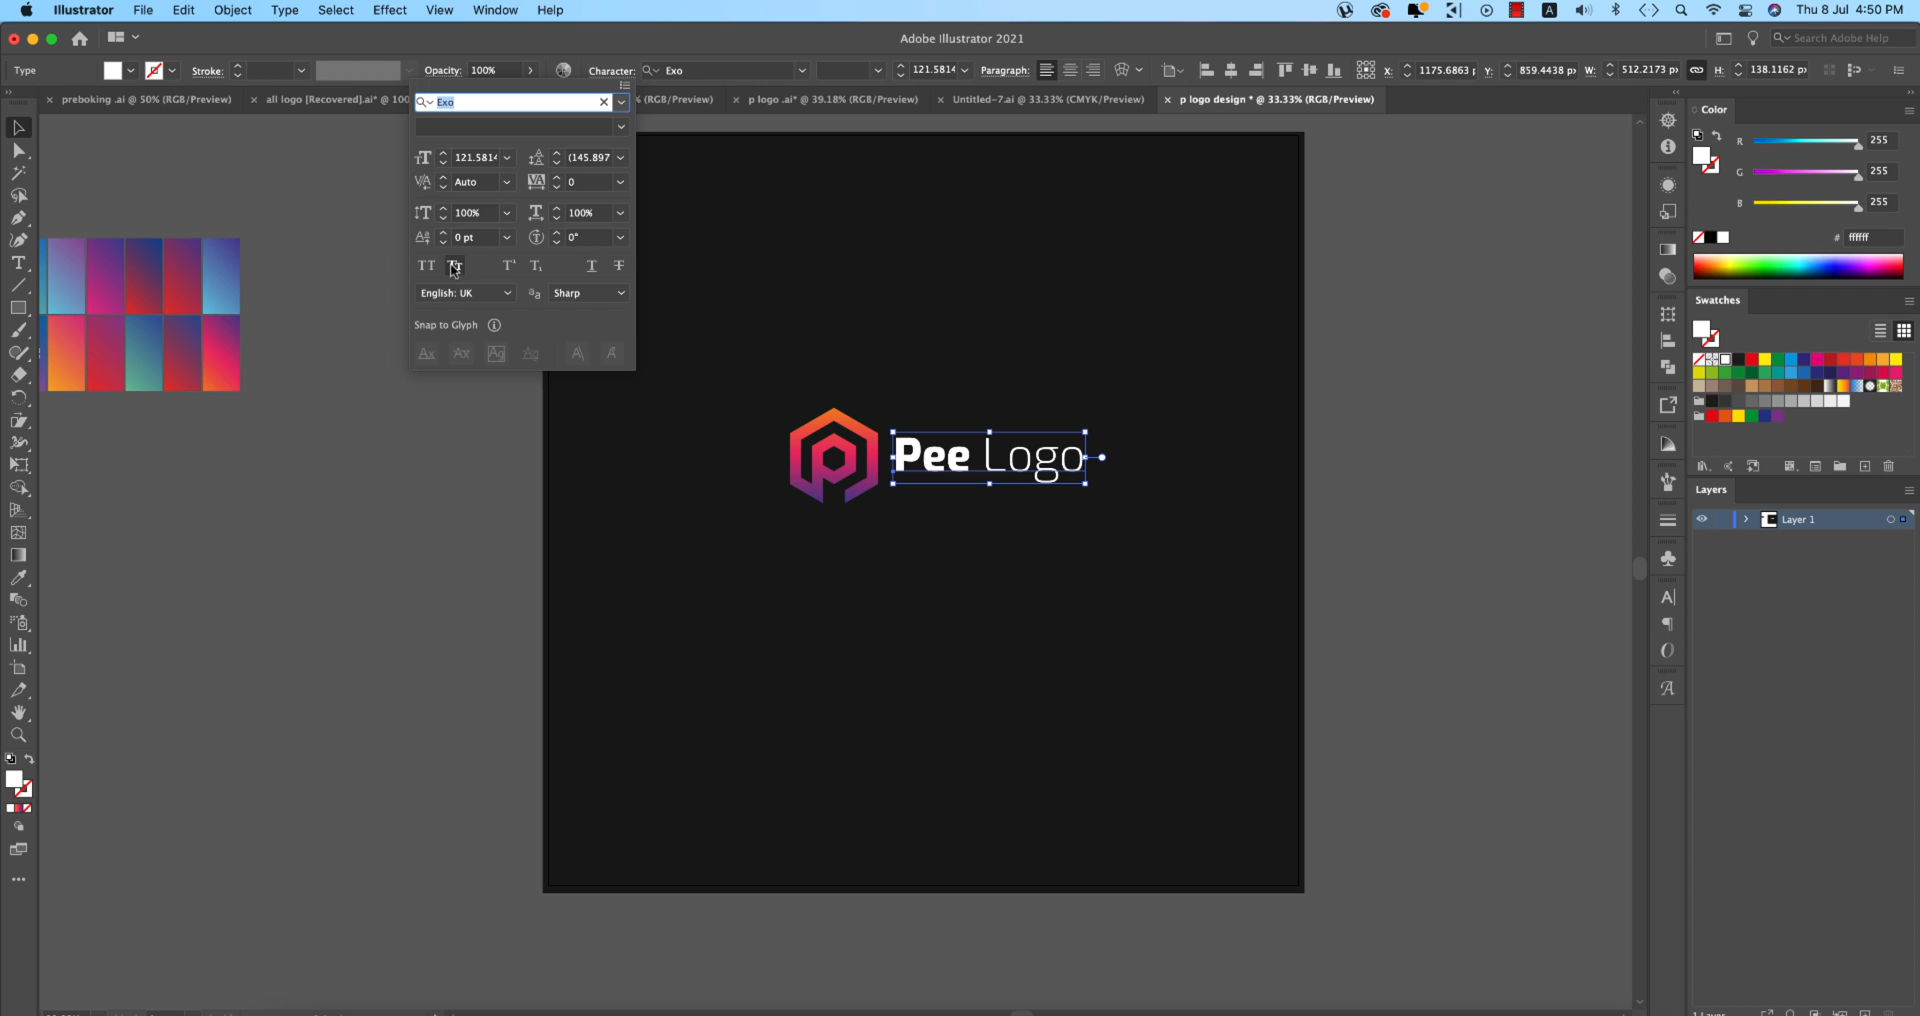 Illustrator File Edit Object Type Select Effect View Window Help
A Thu 8 Jul 4:50 PM
Adobe Illustrator 2021
Search Adobe Help
Type Stroke: Opacity: 100% Character: Exo 121.5814 Paragraph: X: 1175.6863 Y: 859.4438 px W: 512.2173 px H: 138.1162 px
× preboking .ai @ 50% (RGB/Preview) × all logo [Recovered].ai* @ 100 % (RGB/Preview) × p logo .ai* @ 39.18% (RGB/Preview) × Untitled-7.ai @ 33.33% (CMYK/Preview) × p logo design * @ 33.33% (RGB/Preview)
Exo
121.5814 (145.897
Auto 0
100% 100%
0 pt 0°
English: UK Sharp
Snap to Glyph
Pee Logo
Color
R 255
G 255
B 255
# ffffff
Swatches
Layers
Layer 1